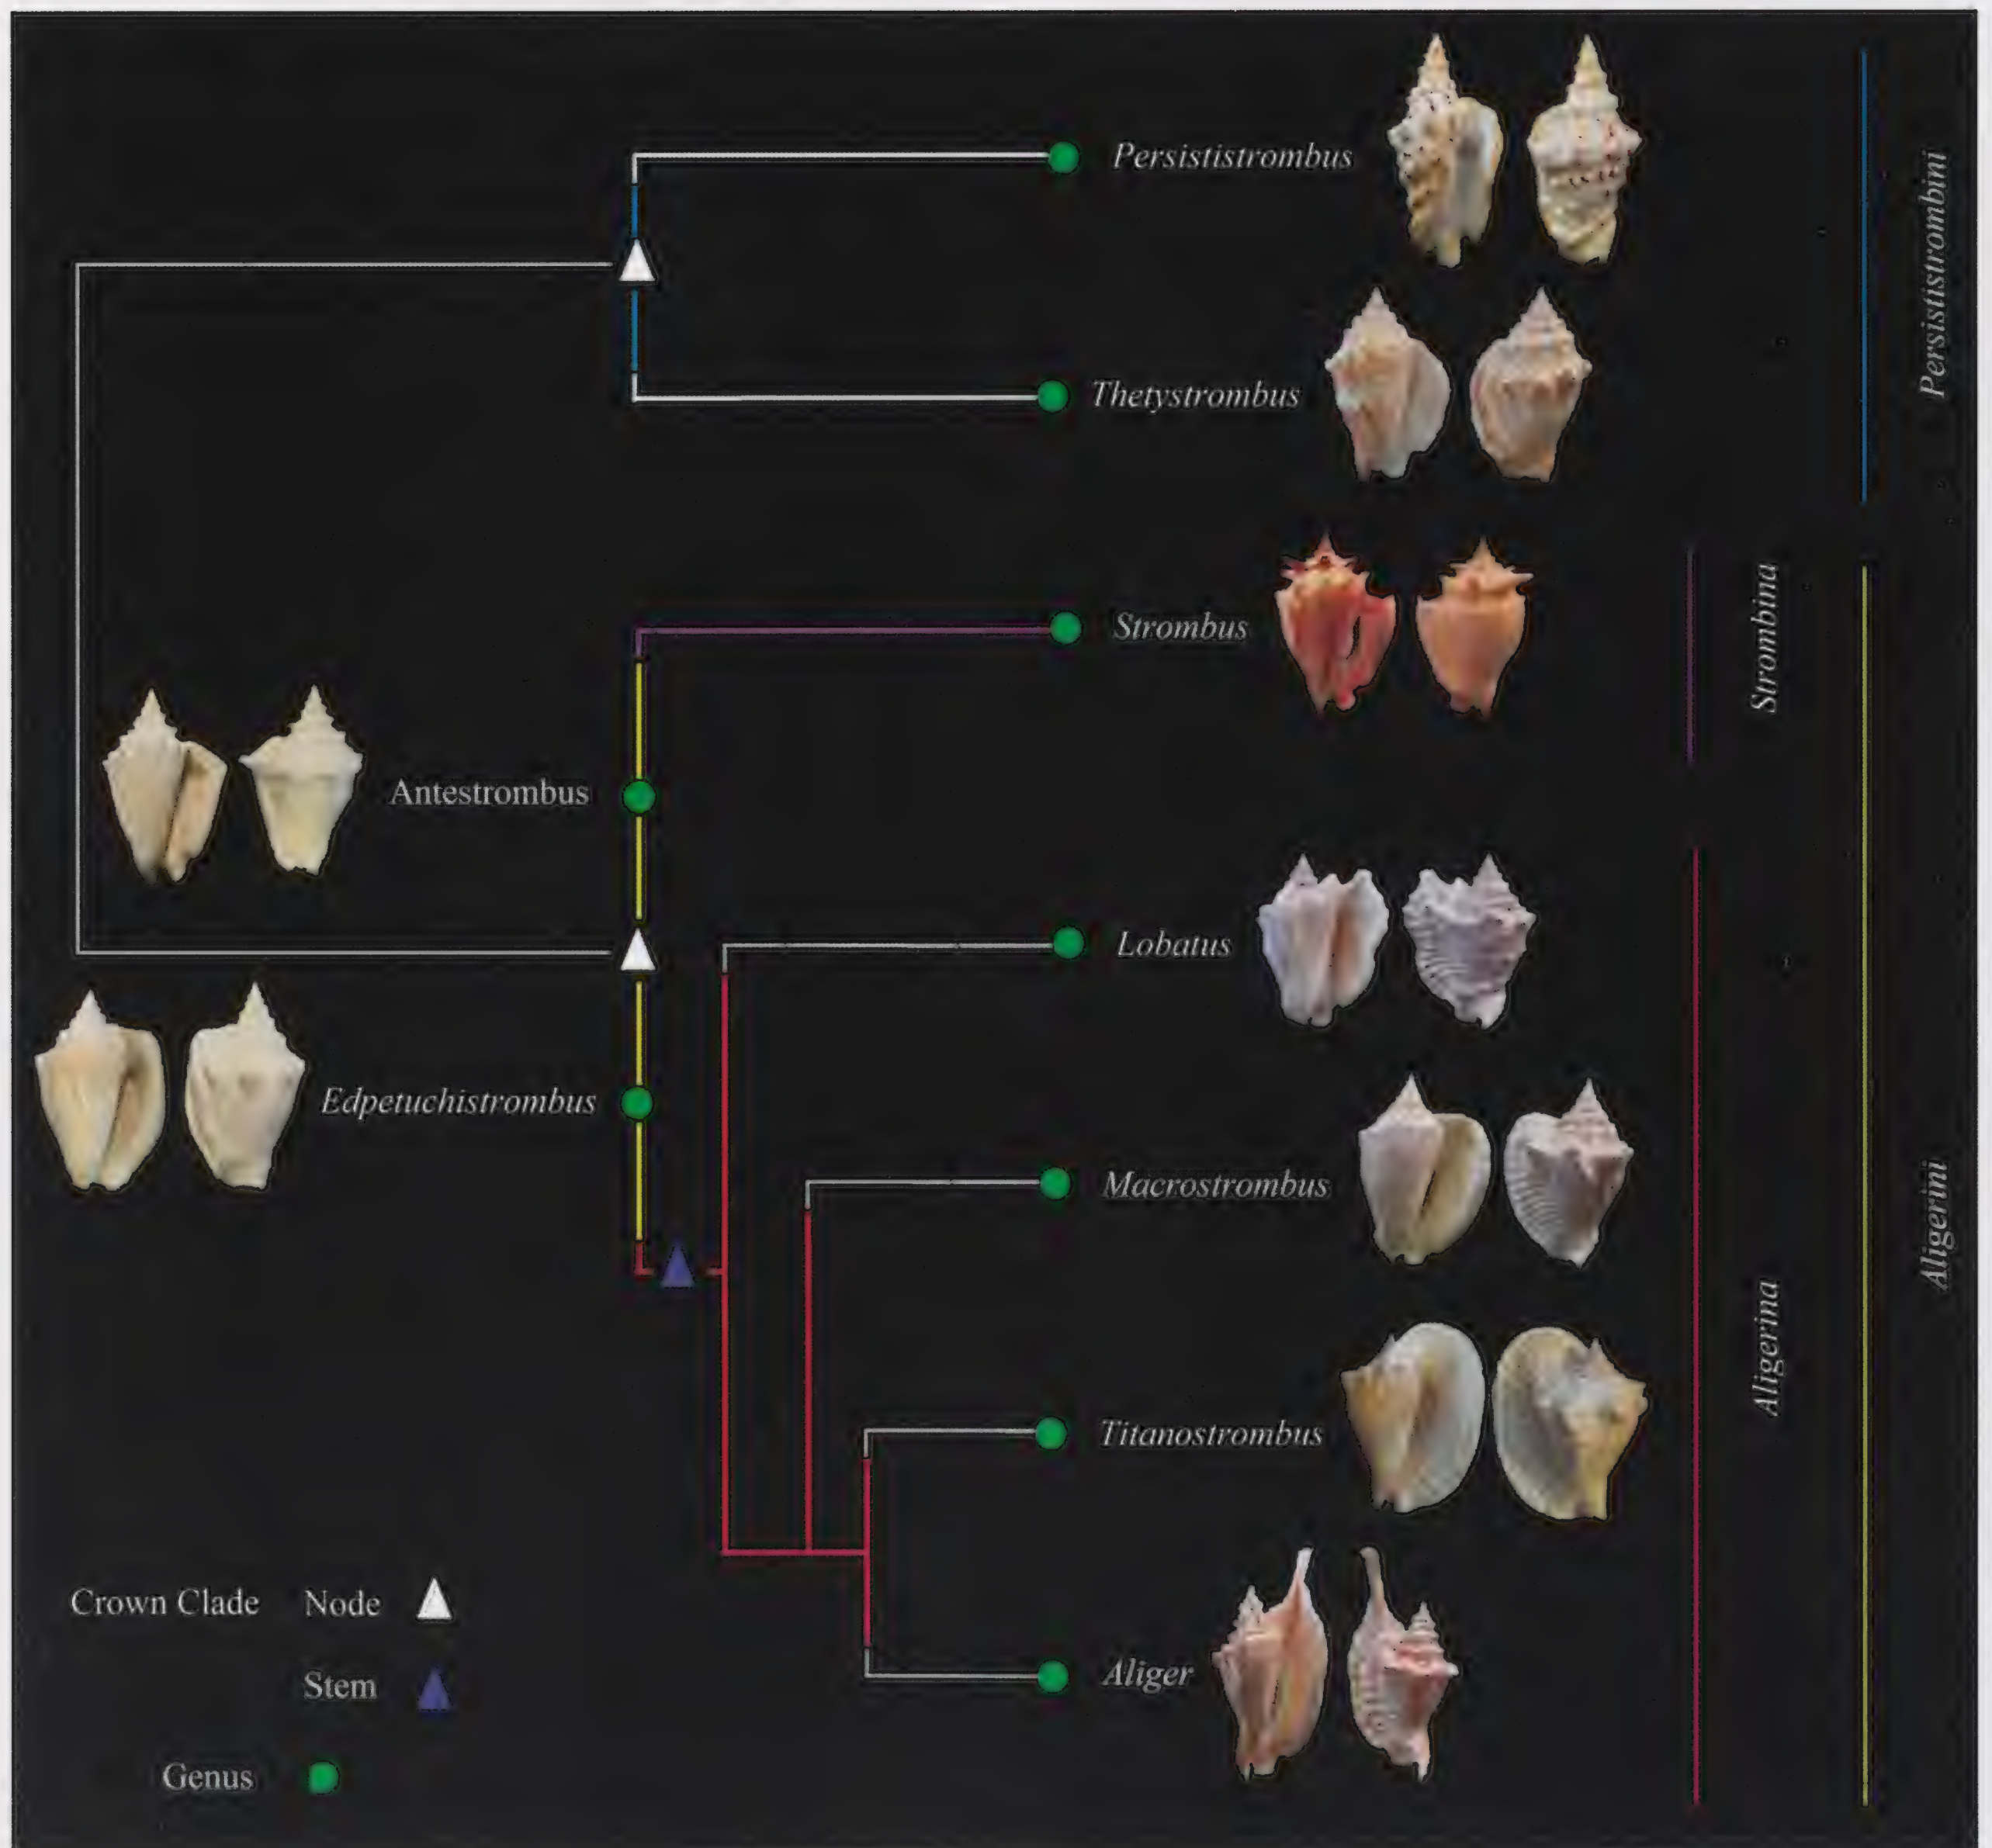 Persististrombus
Thetystrombus
Persististrombini
Strombus
Strombina
Antestrombus
Lobatus
Edpetuchistrombus
Macrostrombus
Aligerini
Titanostrombus
Aligerina
Aliger
Crown Clade Node
Stem
Genus